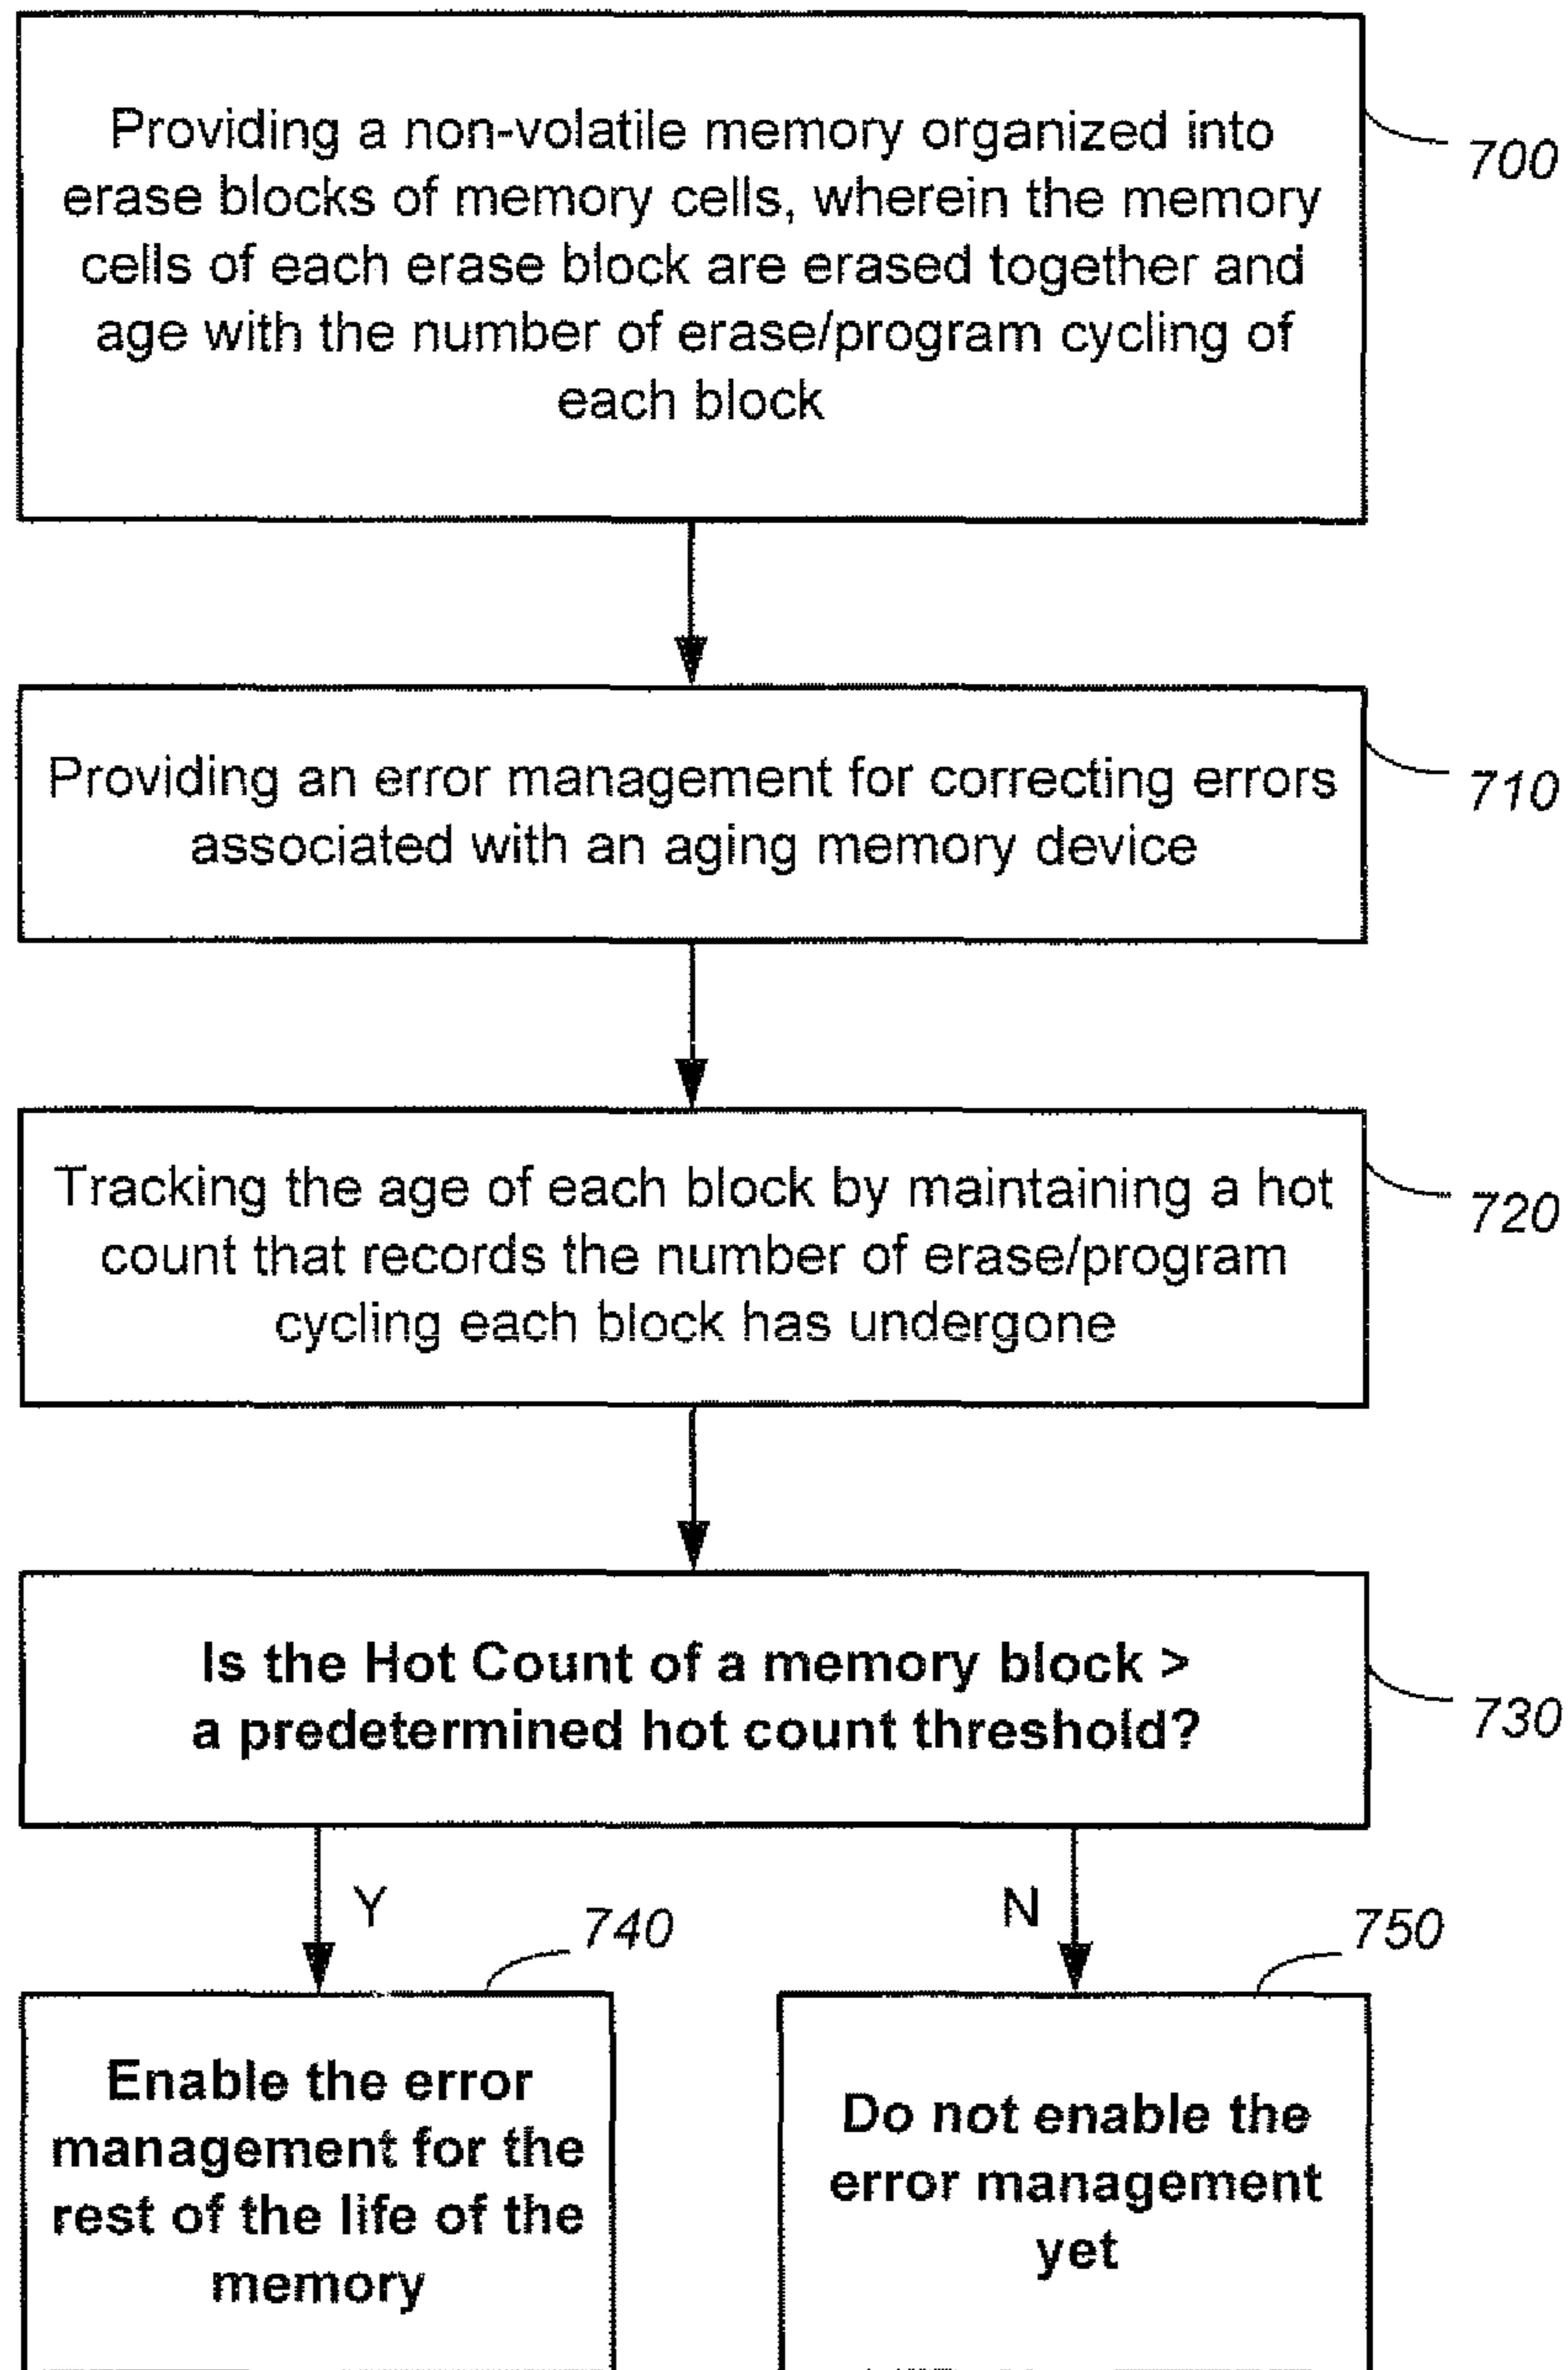 Providing a non-volatile memory organized into
erase blocks of memory cells, wherein the memory
cells of each erase block are erased together and
age with the number of erase/program cycling of
each block
700
Providing an error management for correcting errors
associated with an aging memory device
710
Tracking the age of each block by maintaining a hot
count that records the number of erase/program
cycling each block has undergone
720
Is the Hot Count of a memory block >
a predetermined hot count threshold?
730
Y
740
N
750
Enable the error
management for the
rest of the life of the
memory
Do not enable the
error management
yet